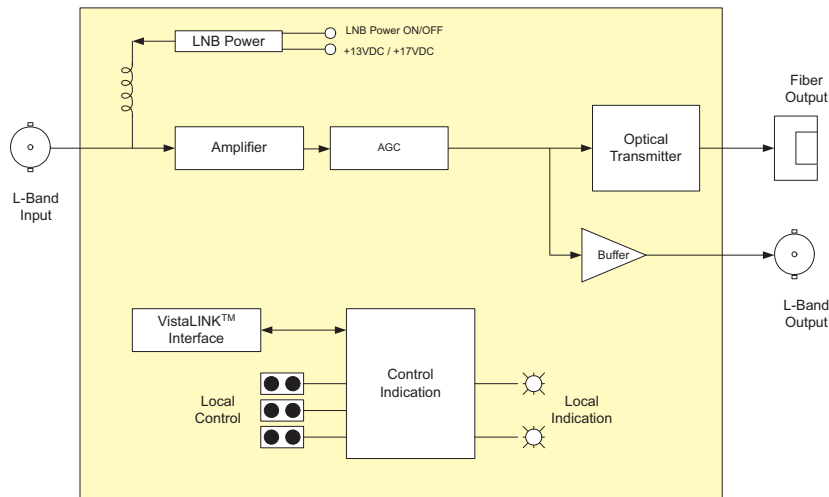 LNB Power
LNB Power ON/OFF
+13VDC / +17VDC
Fiber
Output
L-Band
Input
Amplifier
AGC
Optical
Transmitter
Buffer
L-Band
Output
VistaLINK™
Interface
Control
Indication
Local
Control
Local
Indication